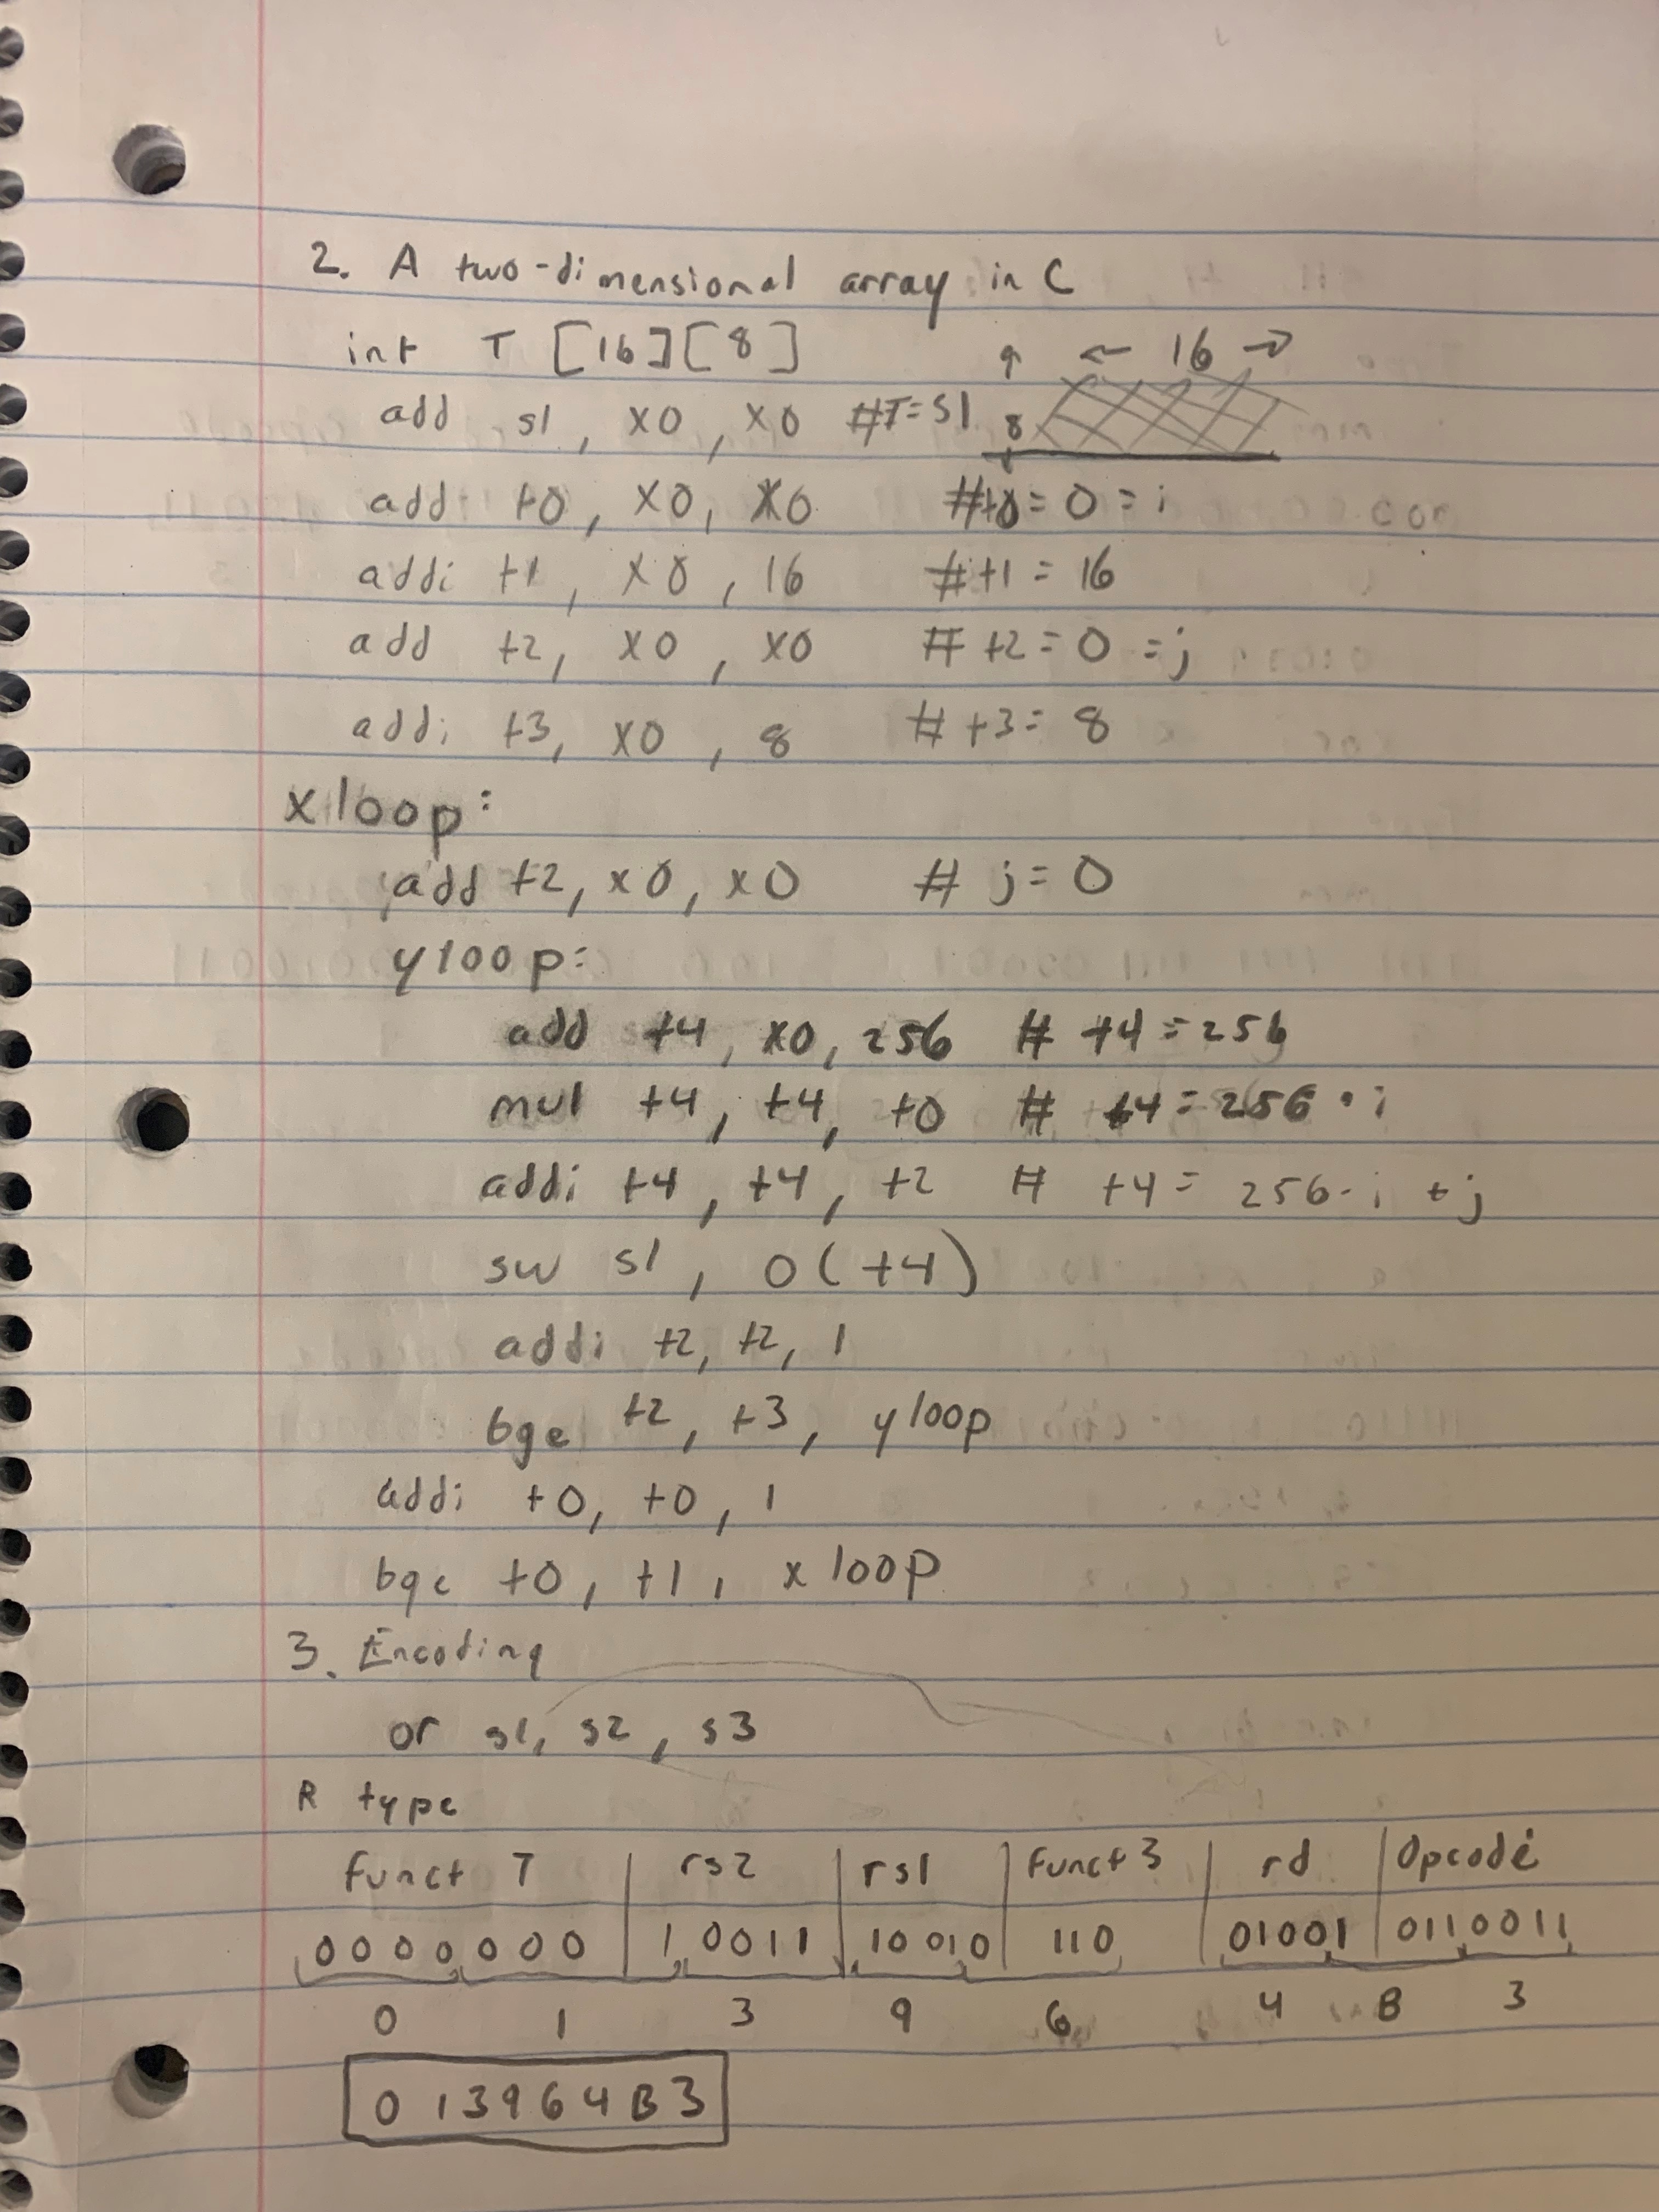 2. A two-dimensional array in C
int T [16][8] ↑ ← 16 →
add s1, x0, x0 #T=s1 8 ↓
add t0, x0, x0 #t0 = 0 = i
addi t1, x0, 16 #t1 = 16
add t2, x0, x0 # t2 = 0 = j
addi t3, x0, 8 # t3 = 8
xloop:
add t2, x0, x0 # j = 0
yloop:
add t4, x0, 256 # t4 = 256
mul t4, t4, t0 # t4 = 256 · i
addi t4, t4, t2 # t4 = 256 · i + j
sw s1, 0(t4)
addi t2, t2, 1
bge t2, t3, yloop
addi t0, t0, 1
bge t0, t1, xloop
3. Encoding
or s1, s2, s3
R type
funct 7 | rs2 | rs1 | funct3 | rd | Opcode
0000000 | 10011 | 10010 | 110 | 01001 | 0110011
0 1 3 9 6 4 B 3
013964B3